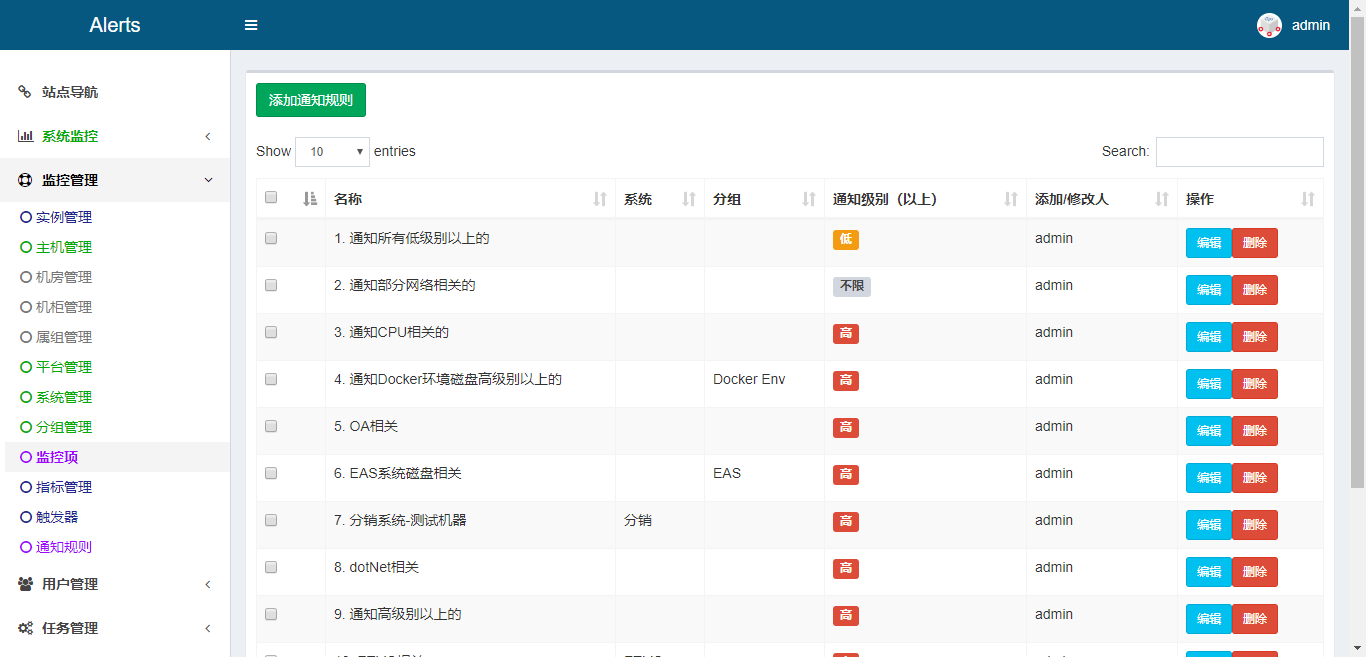 Alerts
admin
站点导航
系统监控
监控管理
实例管理
主机管理
机房管理
机柜管理
属组管理
平台管理
系统管理
分组管理
监控项
指标管理
触发器
通知规则
用户管理
任务管理
添加通知规则
Show 10 entries
Search:
名称 系统 分组 通知级别（以上） 添加/修改人 操作
1. 通知所有低级别以上的 低 admin 编辑 删除
2. 通知部分网络相关的 不限 admin 编辑 删除
3. 通知CPU相关的 高 admin 编辑 删除
4. 通知Docker环境磁盘高级别以上的 Docker Env 高 admin 编辑 删除
5. OA相关 高 admin 编辑 删除
6. EAS系统磁盘相关 EAS 高 admin 编辑 删除
7. 分销系统-测试机器 分销 高 admin 编辑 删除
8. dotNet相关 高 admin 编辑 删除
9. 通知高级别以上的 高 admin 编辑 删除